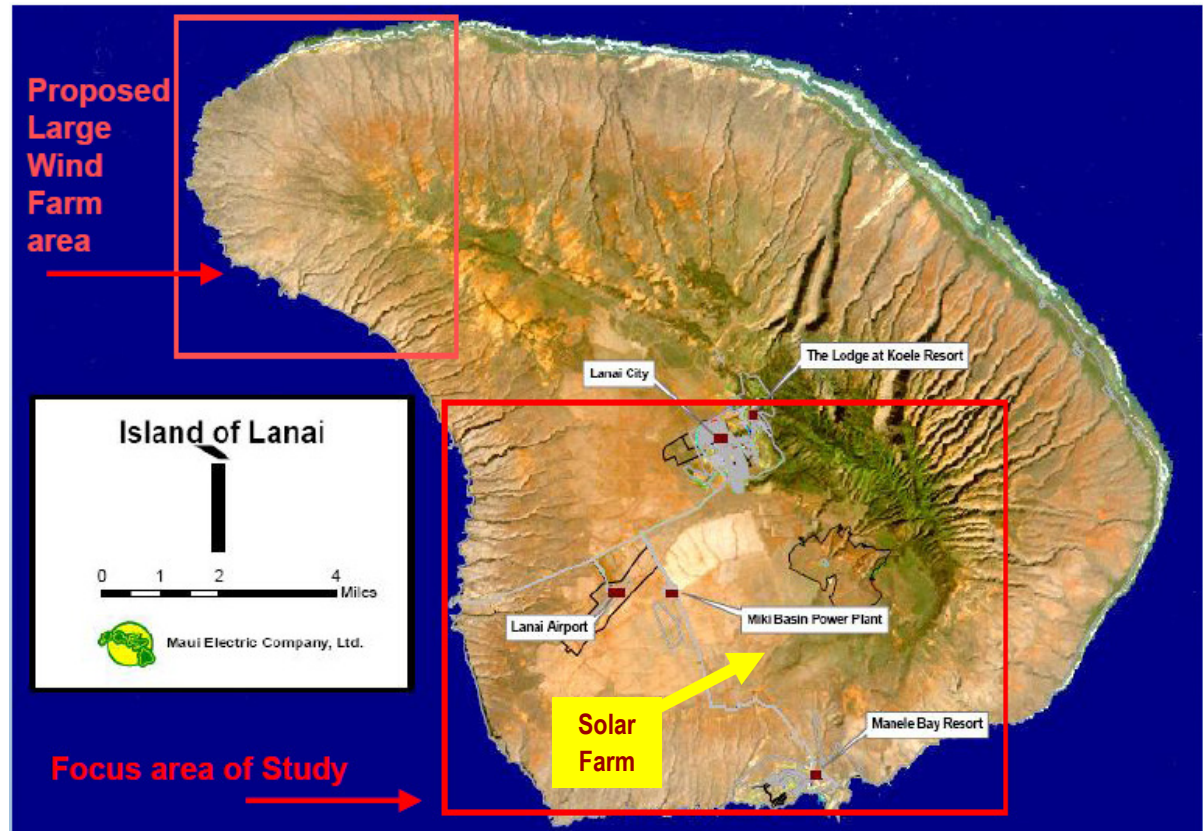 Proposed
Large
Wind
Farm
area
The Lodge at Koele Resort
Lanai City
Island of Lanai
0 1 2 4
Miles
Maui Electric Company, Ltd.
Lanai Airport
Miki Basin Power Plant
Solar
Farm
Manele Bay Resort
Focus area of Study